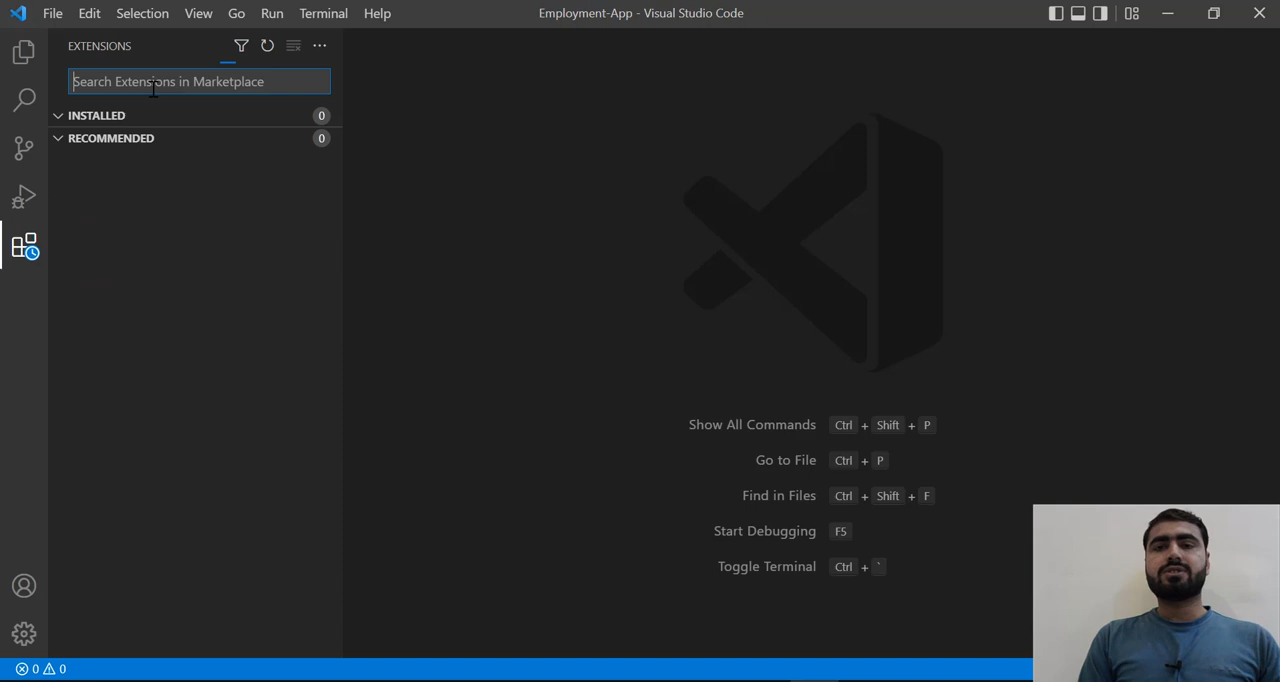 File Edit Selection View Go Run Terminal Help
Employment-App - Visual Studio Code
EXTENSIONS
Search Extensions in Marketplace
INSTALLED 0
RECOMMENDED 0
Show All Commands Ctrl + Shift + P
Go to File Ctrl + P
Find in Files Ctrl + Shift + F
Start Debugging F5
Toggle Terminal Ctrl + `
0 0